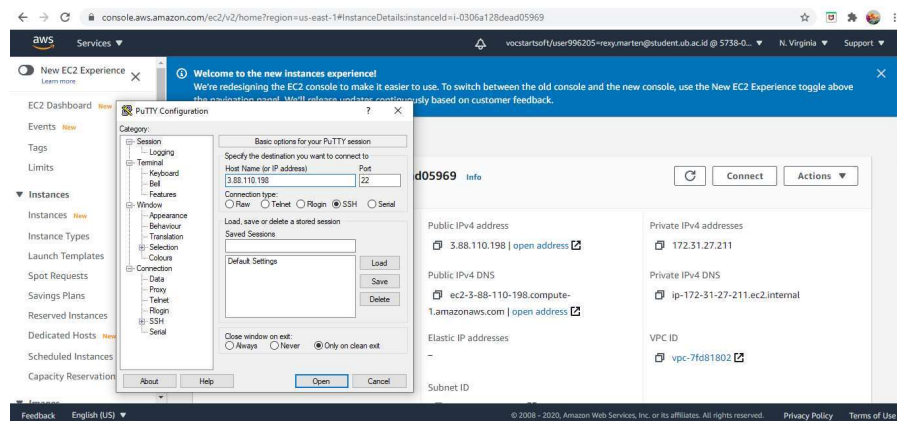 console.aws.amazon.com/ec2/v2/home?region=us-east-1#InstanceDetails:instanceId=i-0306a128dead05969
aws Services ▼ vocstartsoft/user996205=rexy.marten@student.ub.ac.id @ 5738-0... ▼ N. Virginia ▼ Support ▼
New EC2 Experience
Learn more
Welcome to the new instances experience!
We're redesigning the EC2 console to make it easier to use. To switch between the old console and the new console, use the New EC2 Experience toggle above
the navigation panel. We'll release updates continuously based on customer feedback.
EC2 Dashboard New
Events New
Tags
Limits
▼ Instances
Instances New
Instance Types
Launch Templates
Spot Requests
Savings Plans
Reserved Instances
Dedicated Hosts New
Scheduled Instances
Capacity Reservation
PuTTY Configuration ? X
Category:
Session
Logging
Terminal
Keyboard
Bell
Features
Window
Appearance
Behaviour
Translation
Selection
Colours
Connection
Data
Proxy
Telnet
Rlogin
SSH
Serial
Basic options for your PuTTY session
Specify the destination you want to connect to
Host Name (or IP address) Port
3.88.110.198 22
Connection type:
Raw Telnet Rlogin SSH Serial
Load, save or delete a stored session
Saved Sessions
Default Settings
Load
Save
Delete
Close window on exit:
Always Never Only on clean exit
About Help Open Cancel
d05969 Info
Connect Actions ▼
Public IPv4 address
3.88.110.198 | open address
Private IPv4 addresses
172.31.27.211
Public IPv4 DNS
ec2-3-88-110-198.compute-
1.amazonaws.com | open address
Private IPv4 DNS
ip-172-31-27-211.ec2.internal
Elastic IP addresses
–
VPC ID
vpc-7fd81802
Subnet ID
Feedback English (US) ▼ © 2008 - 2020, Amazon Web Services, Inc. or its affiliates. All rights reserved. Privacy Policy Terms of Use